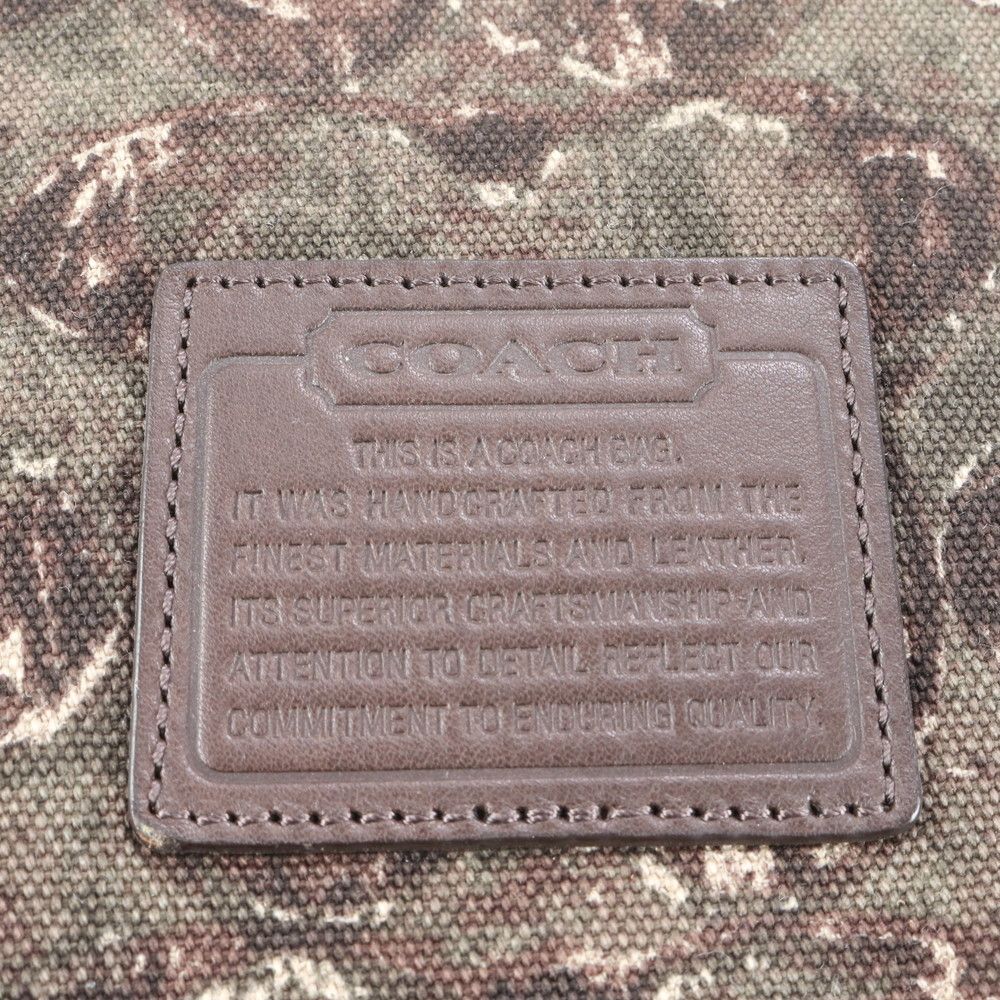 COACH
THIS IS A COACH BAG.
IT WAS HANDCRAFTED FROM THE
FINEST MATERIALS AND LEATHER.
ITS SUPERIOR CRAFTSMANSHIP AND
ATTENTION TO DETAIL REFLECT OUR
COMMITMENT TO ENDURING QUALITY.